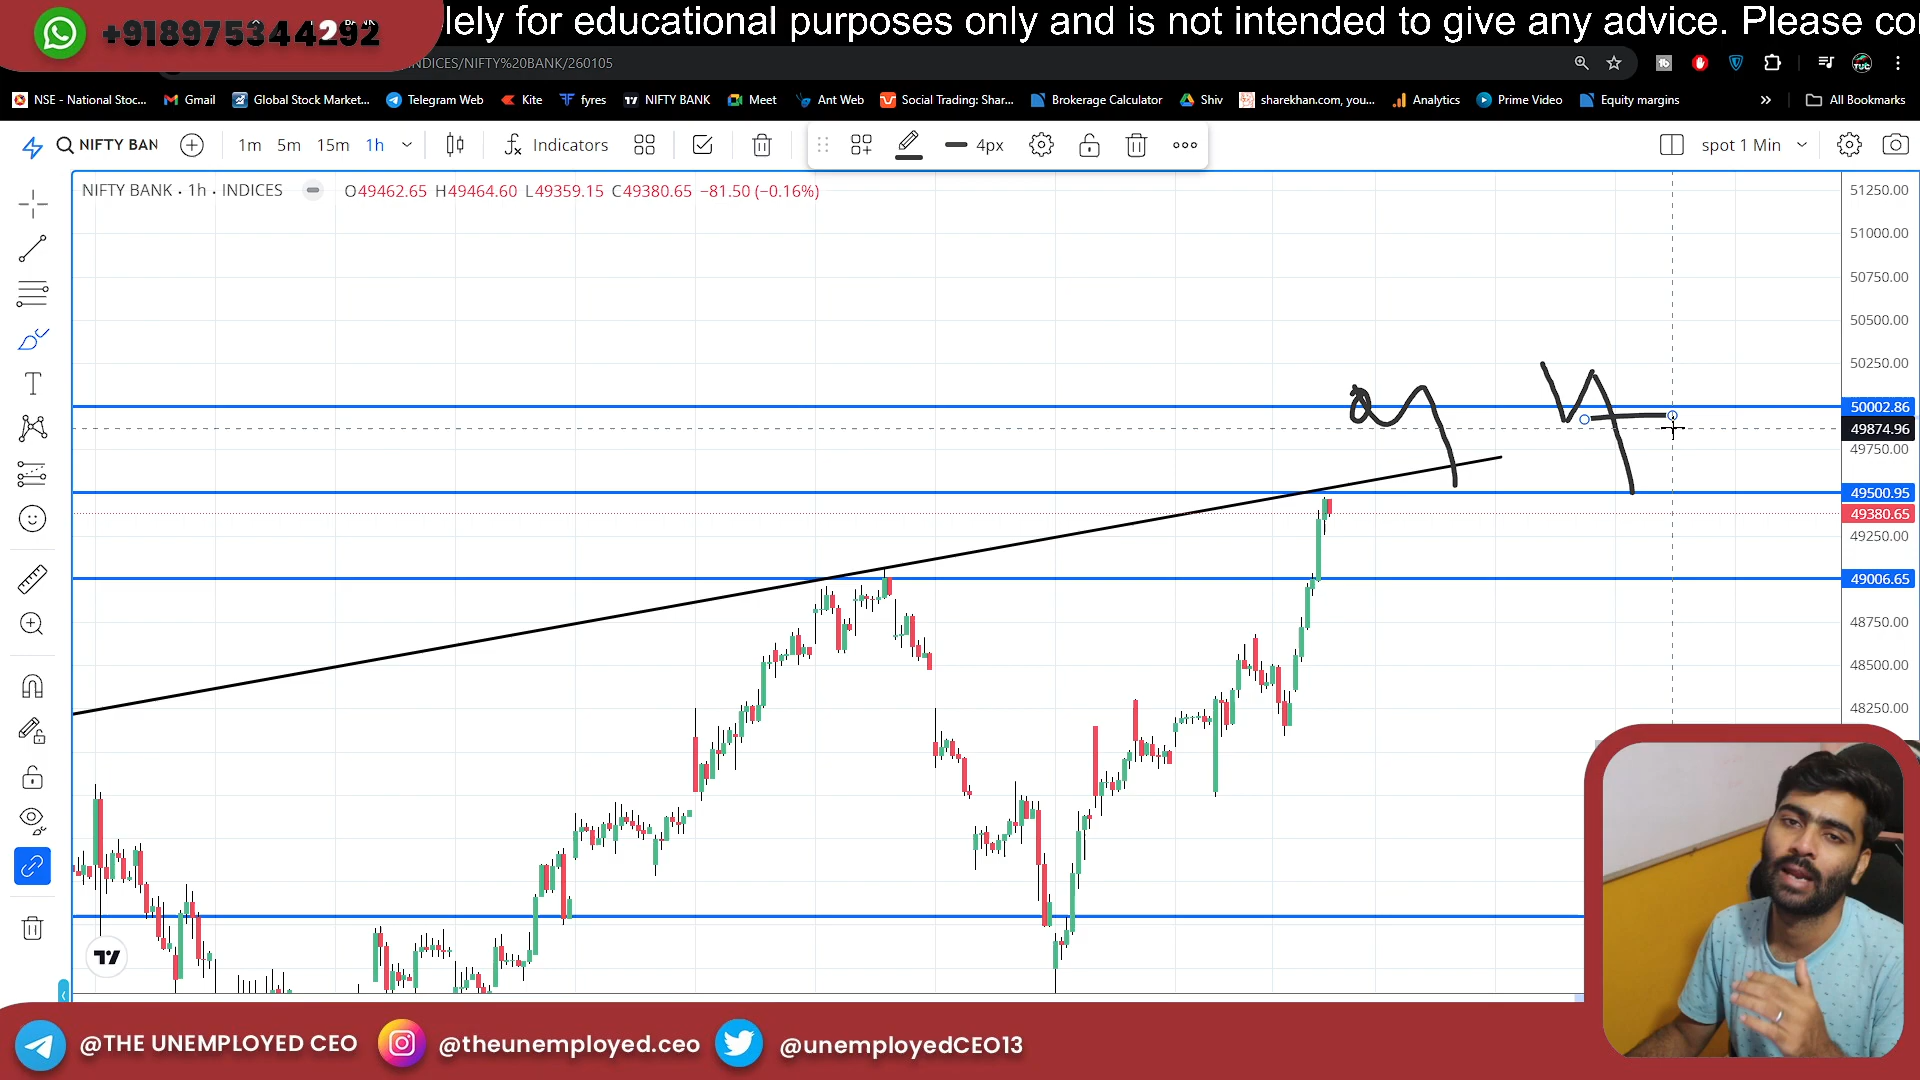 +918975344292
lely for educational purposes only and is not intended to give any advice. Please co
NDICES/NIFTY%20BANK/260105
NSE - National Stoc... Gmail Global Stock Market... Telegram Web Kite fyres NIFTY BANK Meet Ant Web Social Trading: Shar... Brokerage Calculator Shiv sharekhan.com, you... Analytics Prime Video Equity margins All Bookmarks
NIFTY BAN 1m 5m 15m 1h Indicators 4px spot 1 Min
NIFTY BANK · 1h · INDICES O49462.65 H49464.60 L49359.15 C49380.65 −81.50 (−0.16%)
51250.00
51000.00
50750.00
50500.00
50250.00
50002.86
49874.96
49750.00
49500.95
49380.65
49250.00
49006.65
48750.00
48500.00
48250.00
@THE UNEMPLOYED CEO @theunemployed.ceo @unemployedCEO13